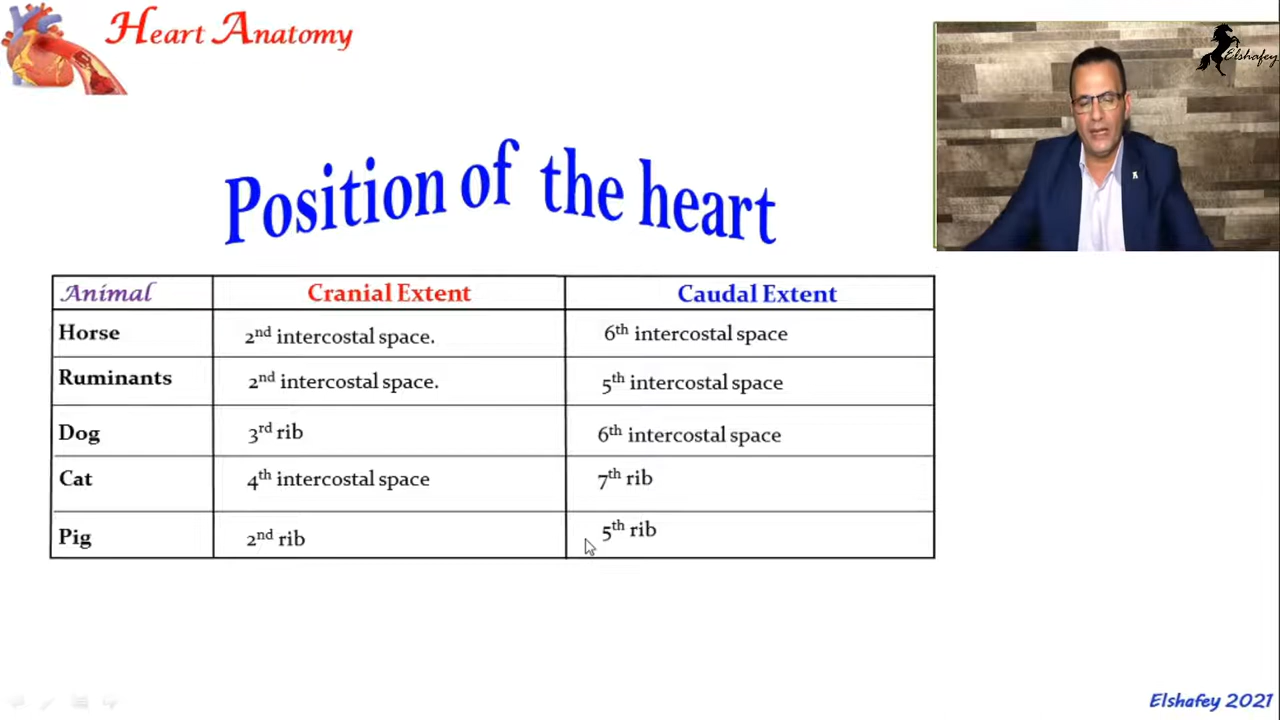 Heart Anatomy
Elshafey
Position of the heart
Animal Cranial Extent Caudal Extent
Horse 2nd intercostal space. 6th intercostal space
Ruminants 2nd intercostal space. 5th intercostal space
Dog 3rd rib 6th intercostal space
Cat 4th intercostal space 7th rib
Pig 2nd rib 5th rib
Elshafey 2021